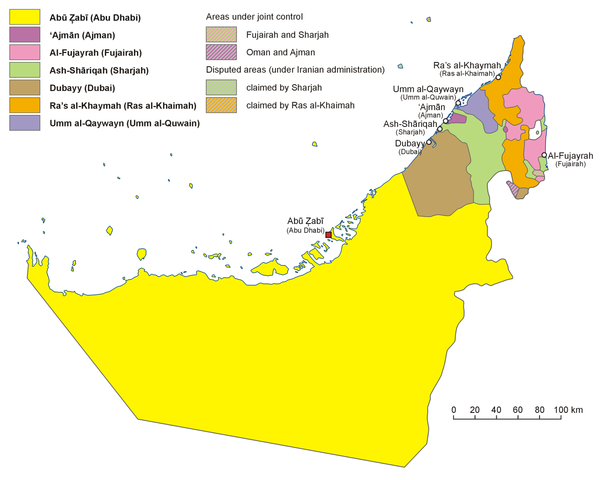 Abū Z̧abī (Abu Dhabi)
‘Ajmān (Ajman)
Al-Fujayrah (Fujairah)
Ash-Shāriqah (Sharjah)
Dubayy (Dubai)
Ra’s al-Khaymah (Ras al-Khaimah)
Umm al-Qaywayn (Umm al-Quwain)
Areas under joint control
Fujairah and Sharjah
Oman and Ajman
Disputed areas (under Iranian administration)
claimed by Sharjah
claimed by Ras al-Khaimah
Ra’s al-Khaymah
(Ras al-Khaimah)
Umm al-Qaywayn
(Umm al-Quwain)
‘Ajmān
(Ajman)
Ash-Shāriqah
(Sharjah)
Dubayy
(Dubai)
Al-Fujayrah
(Fujairah)
Abū Z̧abī
(Abu Dhabi)
0 20 40 60 80 100 km